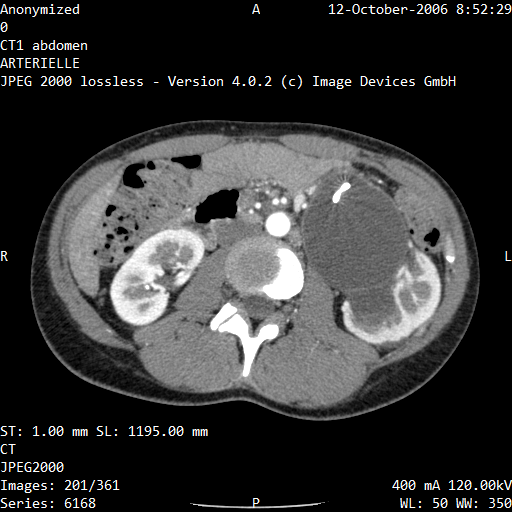 Anonymized A 12-October-2006 8:52:29
0
CT1 abdomen
ARTERIELLE
JPEG 2000 lossless - Version 4.0.2 (c) Image Devices GmbH
R L
ST: 1.00 mm SL: 1195.00 mm
CT
JPEG2000
Images: 201/361 400 mA 120.00kV
Series: 6168 P WL: 50 WW: 350